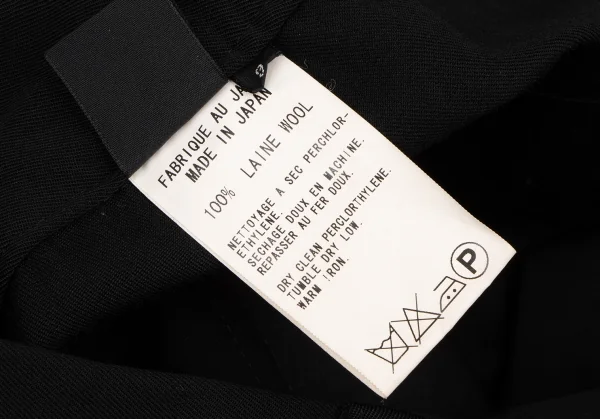 FABRIQUE AU JA
MADE IN JAPAN
100% LAINE WOOL
NETTOYAGE A SEC PERCHLOR-
ETHYLENE.
SECHAGE DOUX EN MACHINE.
REPASSER AU FER DOUX.
DRY CLEAN PERCLORTHYLENE.
TUMBLE DRY LOW.
WARM IRON.
P